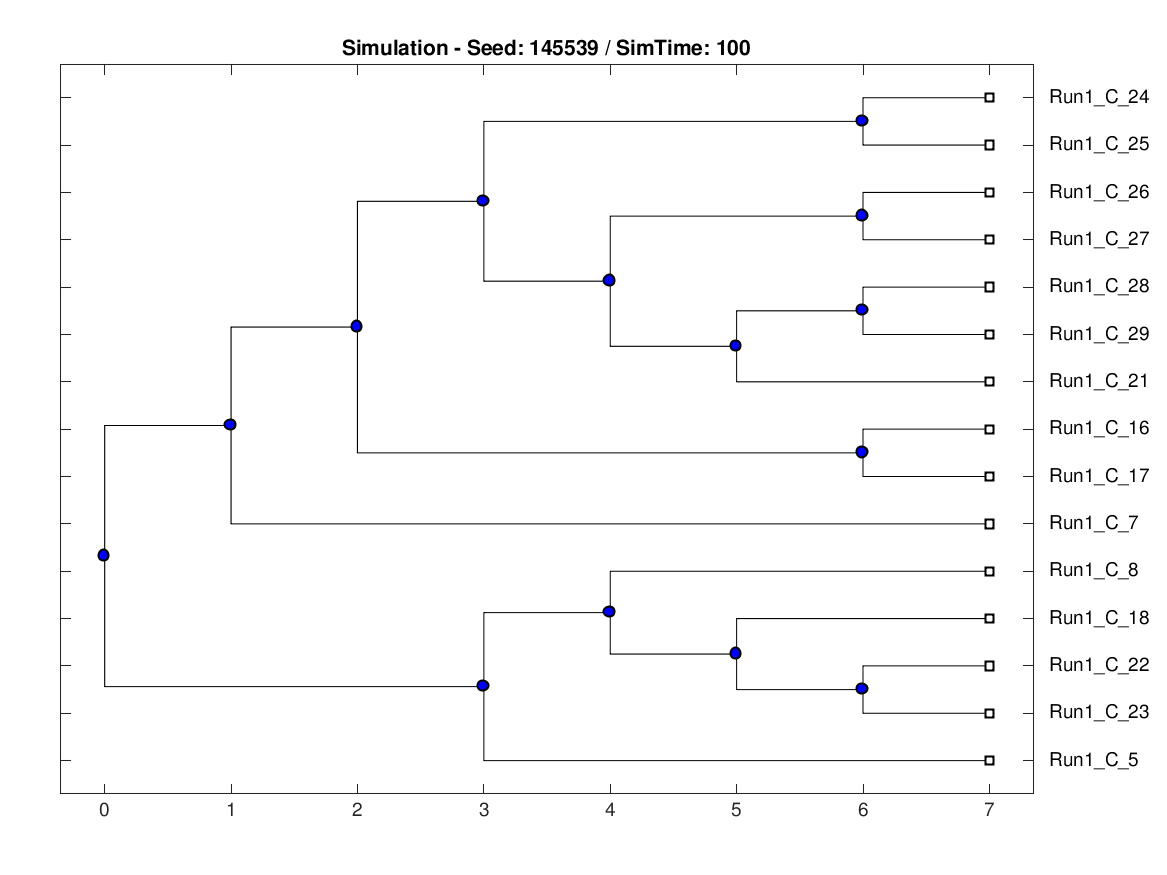 Simulation - Seed: 145539 / SimTime: 100
Run1_C_24
Run1_C_25
Run1_C_26
Run1_C_27
Run1_C_28
Run1_C_29
Run1_C_21
Run1_C_16
Run1_C_17
Run1_C_7
Run1_C_8
Run1_C_18
Run1_C_22
Run1_C_23
Run1_C_5
0 1 2 3 4 5 6 7